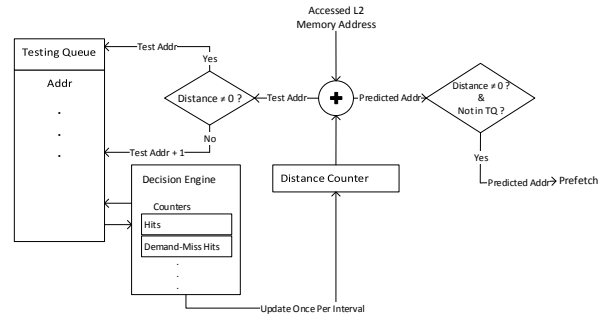 Accessed L2
Memory Address
Testing Queue
Test Addr
Yes
Addr
.
.
.
Distance ≠ 0 ?
Test Addr
+
Predicted Addr
Distance ≠ 0 ?
&
Not in TQ ?
No
Test Addr + 1
Yes
Decision Engine
Distance Counter
Predicted Addr
Prefetch
Counters
Hits
Demand-Miss Hits
.
.
.
Update Once Per Interval